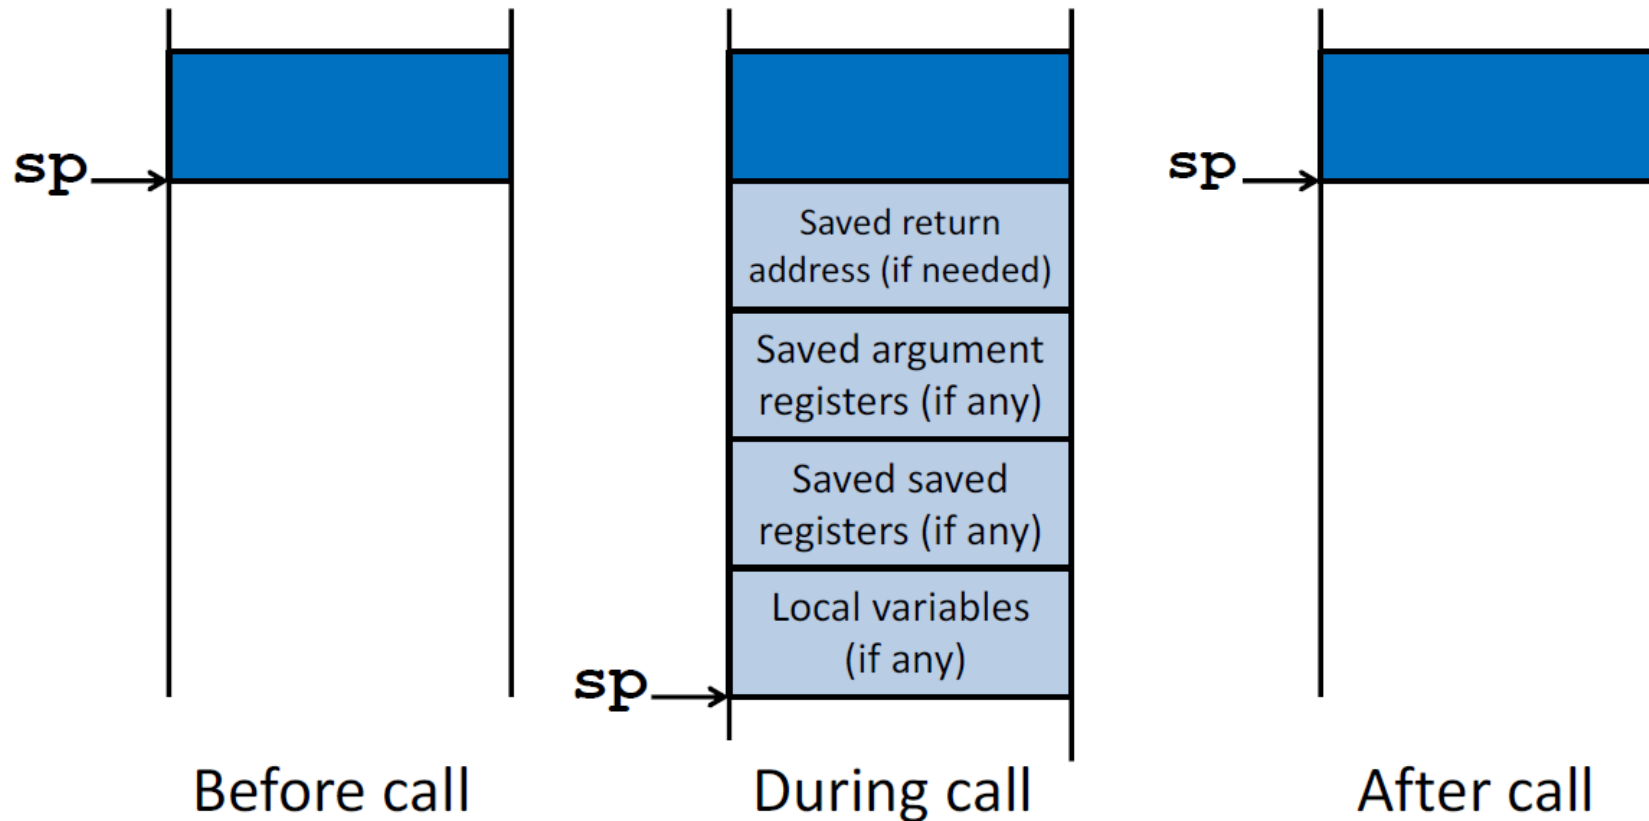 sp
Before call
Saved return
address (if needed)
Saved argument
registers (if any)
Saved saved
registers (if any)
Local variables
(if any)
sp
During call
sp
After call